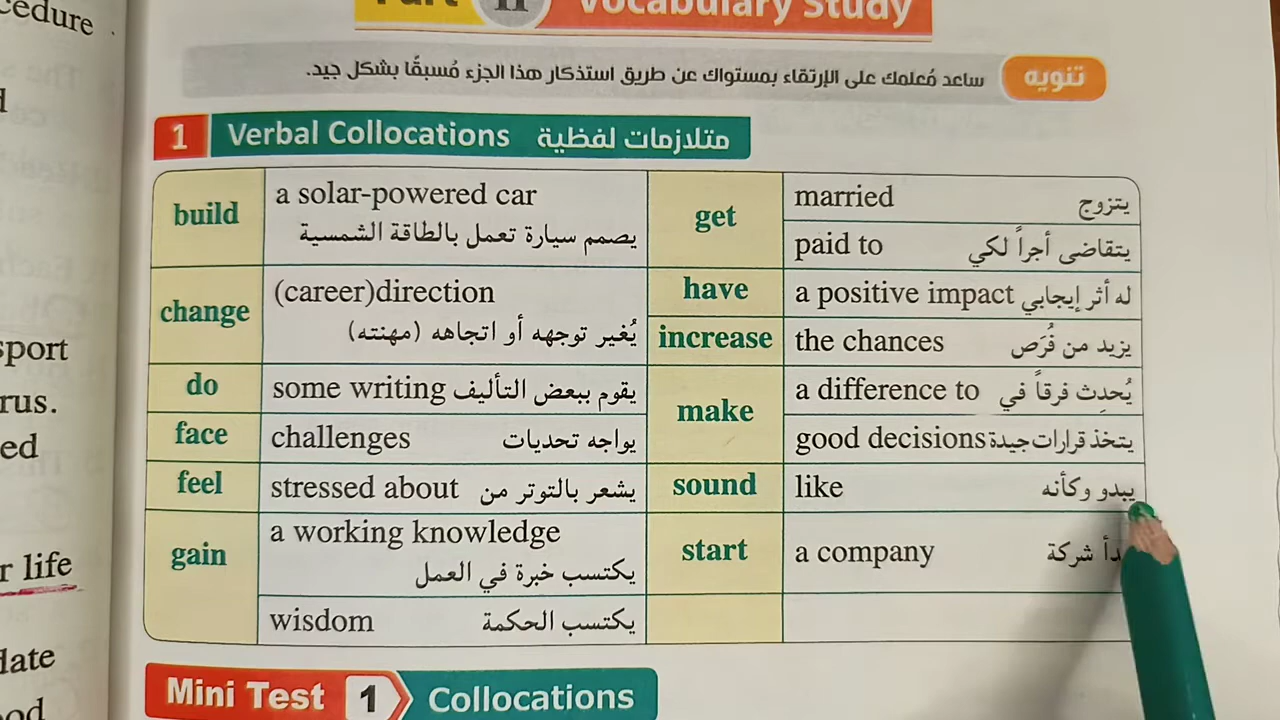 cedure
sport
rus.
ed
r life
late
Part II Vocabulary Study
تنويه ساعد مُعلمك على الإرتقاء بمستواك عن طريق استذكار هذا الجزء مُسبقًا بشكل جيد.
1 Verbal Collocations متلازمات لفظية
build
a solar-powered car
يصمم سيارة تعمل بالطاقة الشمسية
change
(career)direction
يُغير توجهه أو اتجاهه (مهنته)
do
some writing يقوم ببعض التأليف
face
challenges يواجه تحديات
feel
stressed about يشعر بالتوتر من
gain
a working knowledge
يكتسب خبرة في العمل
wisdom يكتسب الحكمة
get
married يتزوج
paid to يتقاضى أجراً لكي
have
a positive impact له أثر إيجابي
increase
the chances يزيد من فُرَص
make
a difference to يُحدِث فرقاً في
good decisions يتخذ قرارات جيدة
sound
like يبدو وكأنه
start
a company شركة
Mini Test 1 Collocations